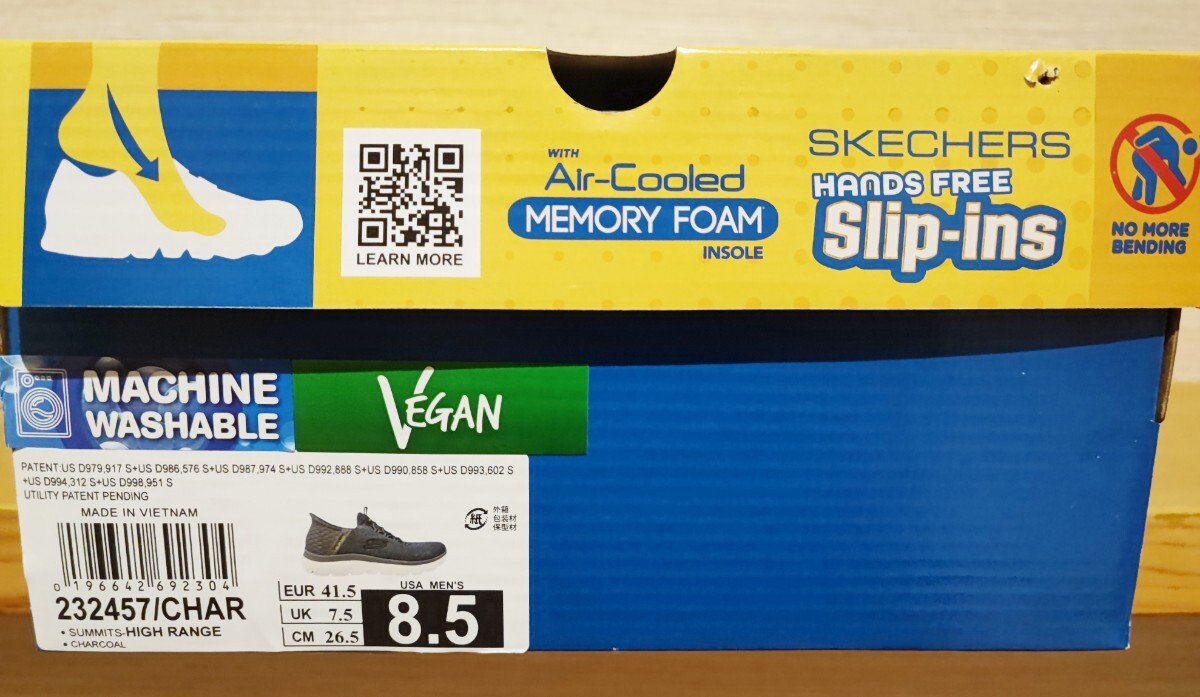 LEARN MORE
WITH
Air-Cooled
MEMORY FOAM
INSOLE
SKECHERS
HANDS FREE
Slip-ins
NO MORE
BENDING
MACHINE
WASHABLE
VEGAN
PATENT:US D979,917 S+US D986,576 S+US D987,974 S+US D992,888 S+US D990,858 S+US D993,602 S
+US D994,312 S+US D998,951 S
UTILITY PATENT PENDING
MADE IN VIETNAM
0 196642 692304
232457/CHAR
• SUMMITS-HIGH RANGE
• CHARCOAL
紙
外箱
包装材
保型材
EUR 41.5
UK 7.5
CM 26.5
USA MEN'S
8.5